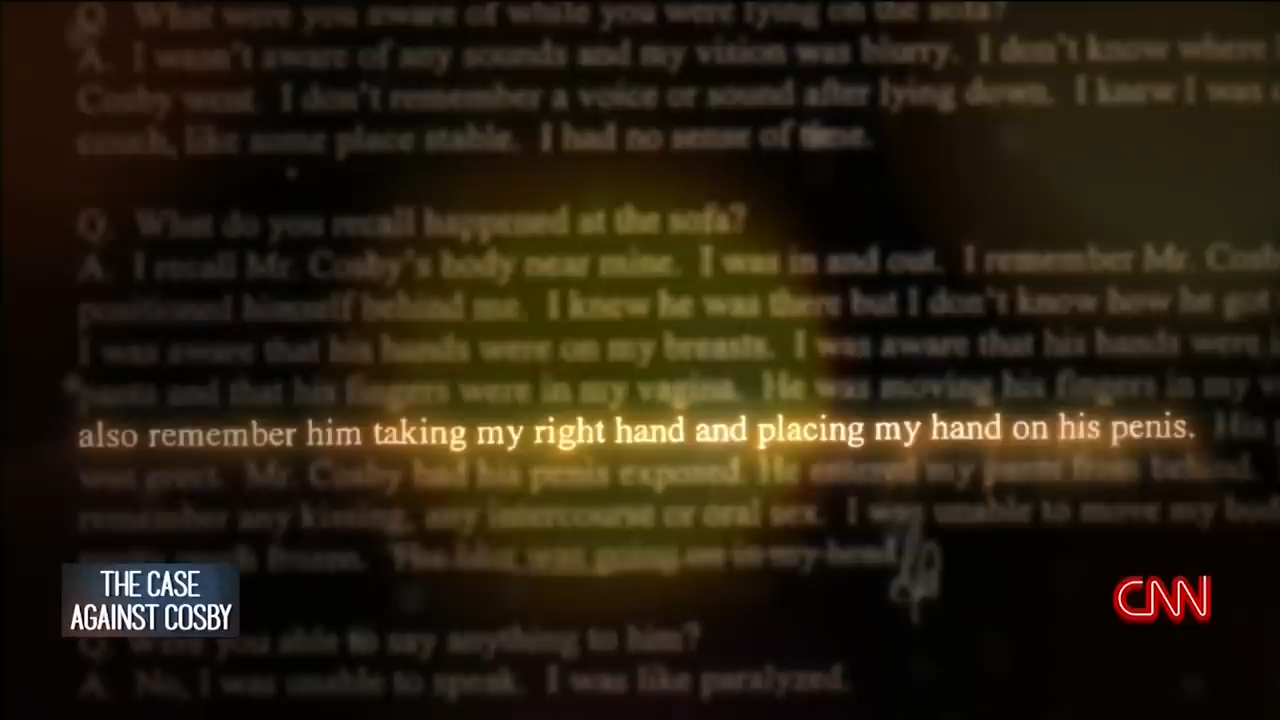 Q. What were you aware of while you were lying on the sofa?
A. I wasn't aware of any sounds and my vision was blurry. I don't know where
Cosby went. I don't remember a voice or sound after lying down. I knew I was
couch, like some place stable. I had no sense of time.
Q. What do you recall happened at the sofa?
A. I recall Mr. Cosby's body near mine. I was in and out. I remember Mr.
positioned himself behind me. I knew he was there but I don't know how he got
I was aware that his hands were on my breasts. I was aware that his hands were
pants and that his fingers were in my vagina. He was moving his fingers in my
also remember him taking my right hand and placing my hand on his penis. His
was erect. Mr. Cosby had his penis exposed. He entered my pants from behind.
remember any kissing, any intercourse or oral sex. I was unable to move my
frozen.
THE CASE
AGAINST COSBY
CNN
Q. Were you able to say anything to him?
A. No, I was unable to speak. I was like paralyzed.